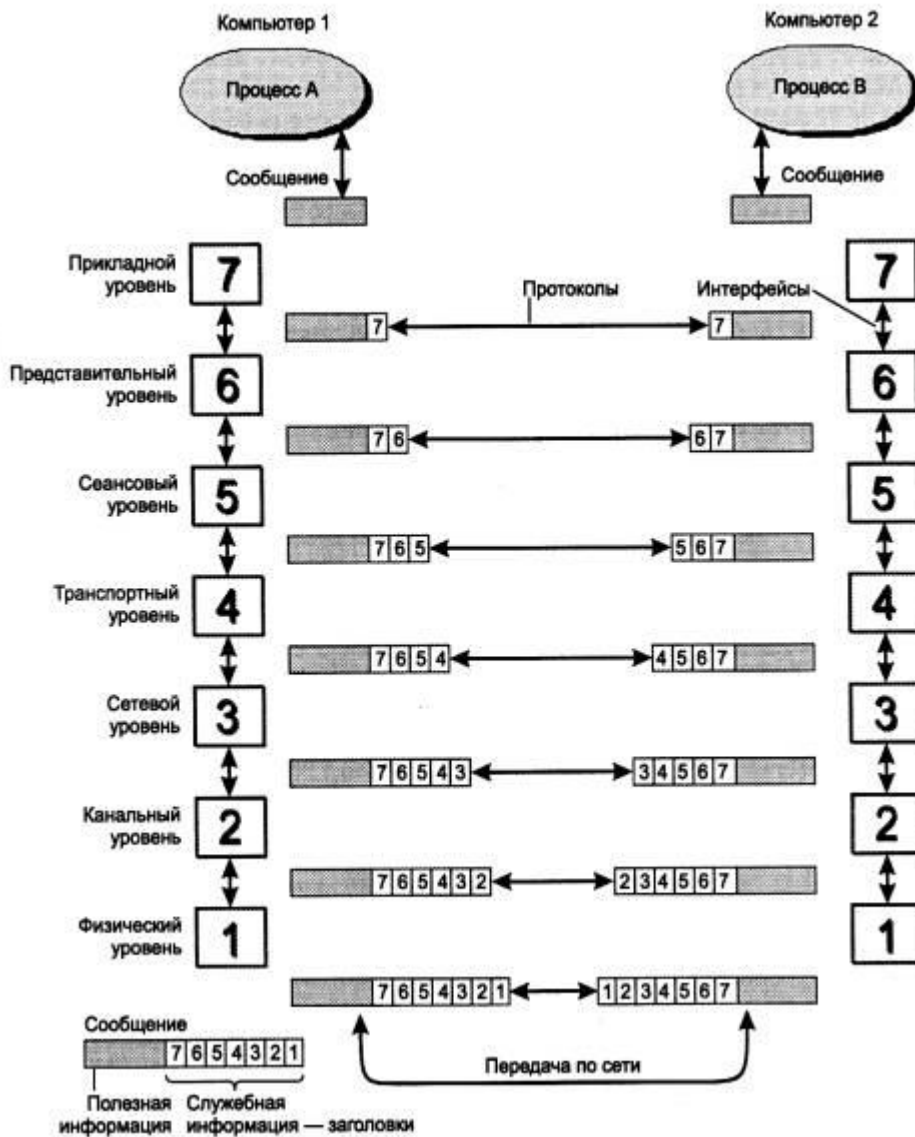 Компьютер 1
Компьютер 2
Процесс А
Процесс В
Сообщение
Сообщение
Прикладной
уровень
7
7
Протоколы
Интерфейсы
7
7
Представительный
уровень
6
6
7 6
6 7
Сеансовый
уровень
5
5
7 6 5
5 6 7
Транспортный
уровень
4
4
7 6 5 4
4 5 6 7
Сетевой
уровень
3
3
7 6 5 4 3
3 4 5 6 7
Канальный
уровень
2
2
7 6 5 4 3 2
2 3 4 5 6 7
Физический
уровень
1
1
7 6 5 4 3 2 1
1 2 3 4 5 6 7
Сообщение
7 6 5 4 3 2 1
Передача по сети
Полезная
информация
Служебная
информация — заголовки